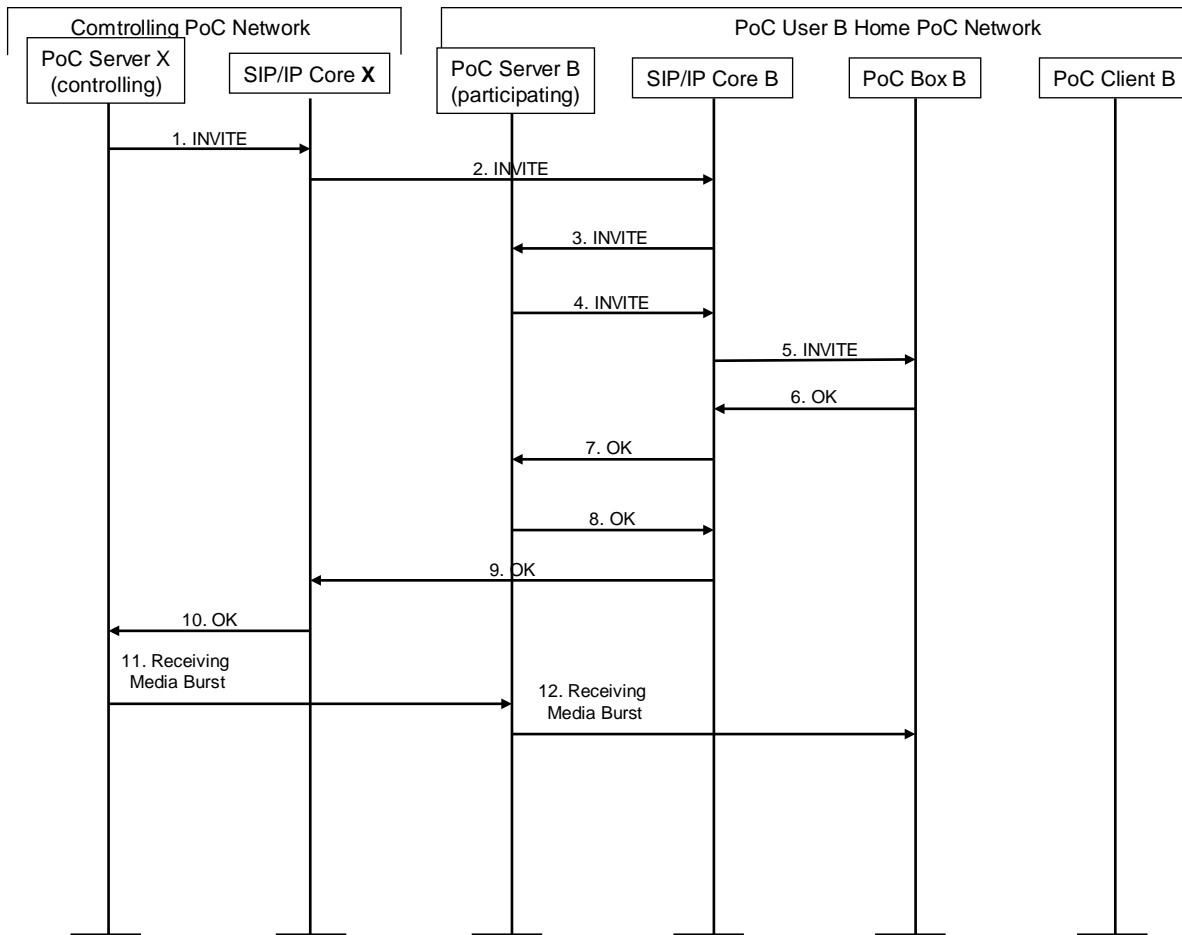 Comtrolling PoC Network
PoC User B Home PoC Network
PoC Server X
(controlling)
SIP/IP Core X
PoC Server B
(participating)
SIP/IP Core B
PoC Box B
PoC Client B
1. INVITE
2. INVITE
3. INVITE
4. INVITE
5. INVITE
6. OK
7. OK
8. OK
9. OK
10. OK
11. Receiving
Media Burst
12. Receiving
Media Burst